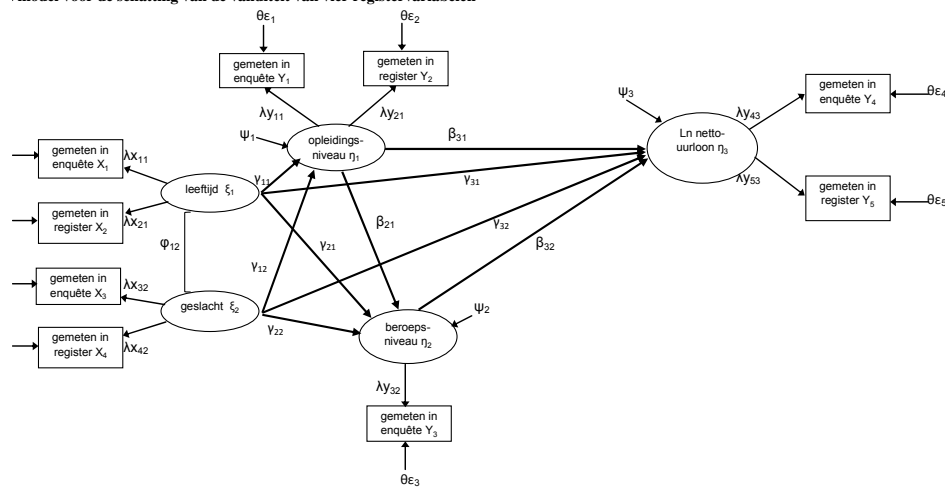 model voor de schatting van de validiteit van vier registervariabelen
θε₁
θε₂
gemeten in
enquête Y₁
gemeten in
register Y₂
λy₁₁
λy₂₁
ψ₁
opleidings-
niveau η₁
β₃₁
ψ₃
Ln netto-
uurloon η₃
λy₄₃
gemeten in
enquête Y₄
θε₄
λy₅₃
gemeten in
register Y₅
θε₅
gemeten in
enquête X₁
λx₁₁
leeftijd ξ₁
γ₁₁
γ₃₁
gemeten in
register X₂
λx₂₁
φ₁₂
γ₁₂
γ₂₁
β₂₁
γ₃₂
β₃₂
gemeten in
enquête X₃
λx₃₂
geslacht ξ₂
γ₂₂
gemeten in
register X₄
λx₄₂
beroeps-
niveau η₂
ψ₂
λy₃₂
gemeten in
enquête Y₃
θε₃